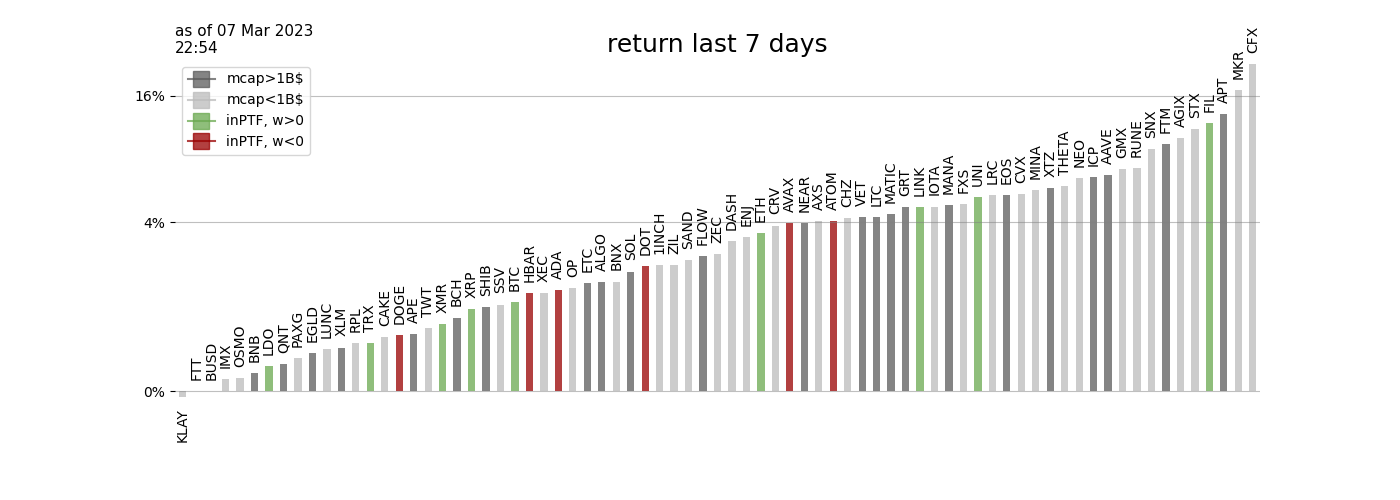 as of 07 Mar 2023
22:54
return last 7 days
mcap>1B$
mcap<1B$
inPTF, w>0
inPTF, w<0
16%
4%
0%
KLAY
FTT
BUSD
IMX
OSMO
BNB
LDO
QNT
PAXG
EGLD
LUNC
XLM
RPL
TRX
CAKE
DOGE
APE
TWT
XMR
BCH
XRP
SHIB
SSV
BTC
HBAR
XEC
ADA
OP
ETC
ALGO
BNX
SOL
DOT
1INCH
ZIL
SAND
FLOW
ZEC
DASH
ENJ
ETH
CRV
AVAX
NEAR
AXS
ATOM
CHZ
VET
LTC
MATIC
GRT
LINK
IOTA
MANA
FXS
UNI
LRC
EOS
CVX
MINA
XTZ
THETA
NEO
ICP
AAVE
GMX
RUNE
SNX
FTM
AGIX
STX
FIL
APT
MKR
CFX